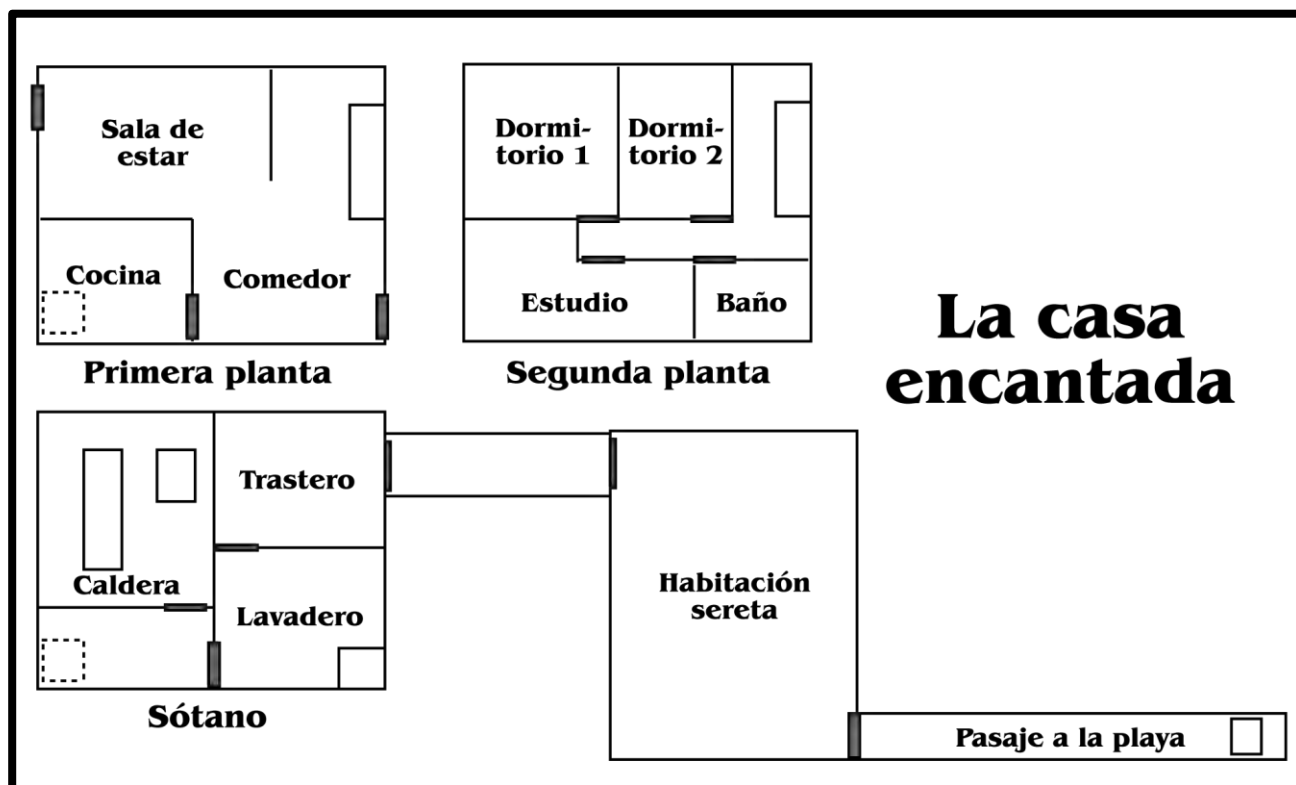 Sala de
estar
Cocina
Comedor
Primera planta
Dormi-
torio 1
Dormi-
torio 2
Estudio
Baño
Segunda planta
La casa
encantada
Trastero
Caldera
Lavadero
Sótano
Habitación
sereta
Pasaje a la playa